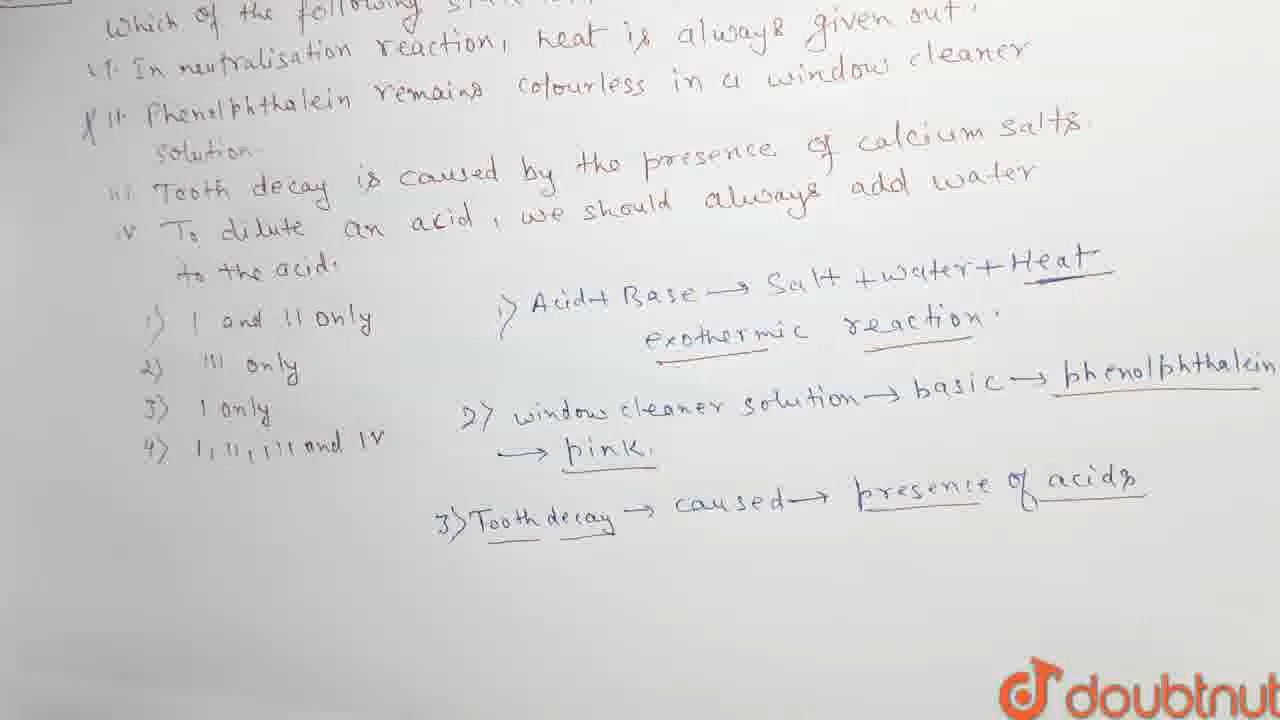 Which of the following
I. In neutralisation reaction, heat is always given out.
II. Phenolphthalein remains colourless in a window cleaner
solution.
III Tooth decay is caused by the presence of calcium salts.
IV To dilute an acid, we should always add water
to the acid.
1) I and II only
2) III only
3) I only
4) I, II, III and IV
1) Acid + Base → Salt + water + Heat
exothermic reaction.
2) window cleaner solution → basic → phenolphthalein
→ pink.
3) Tooth decay → caused → presence of acids
doubtnut